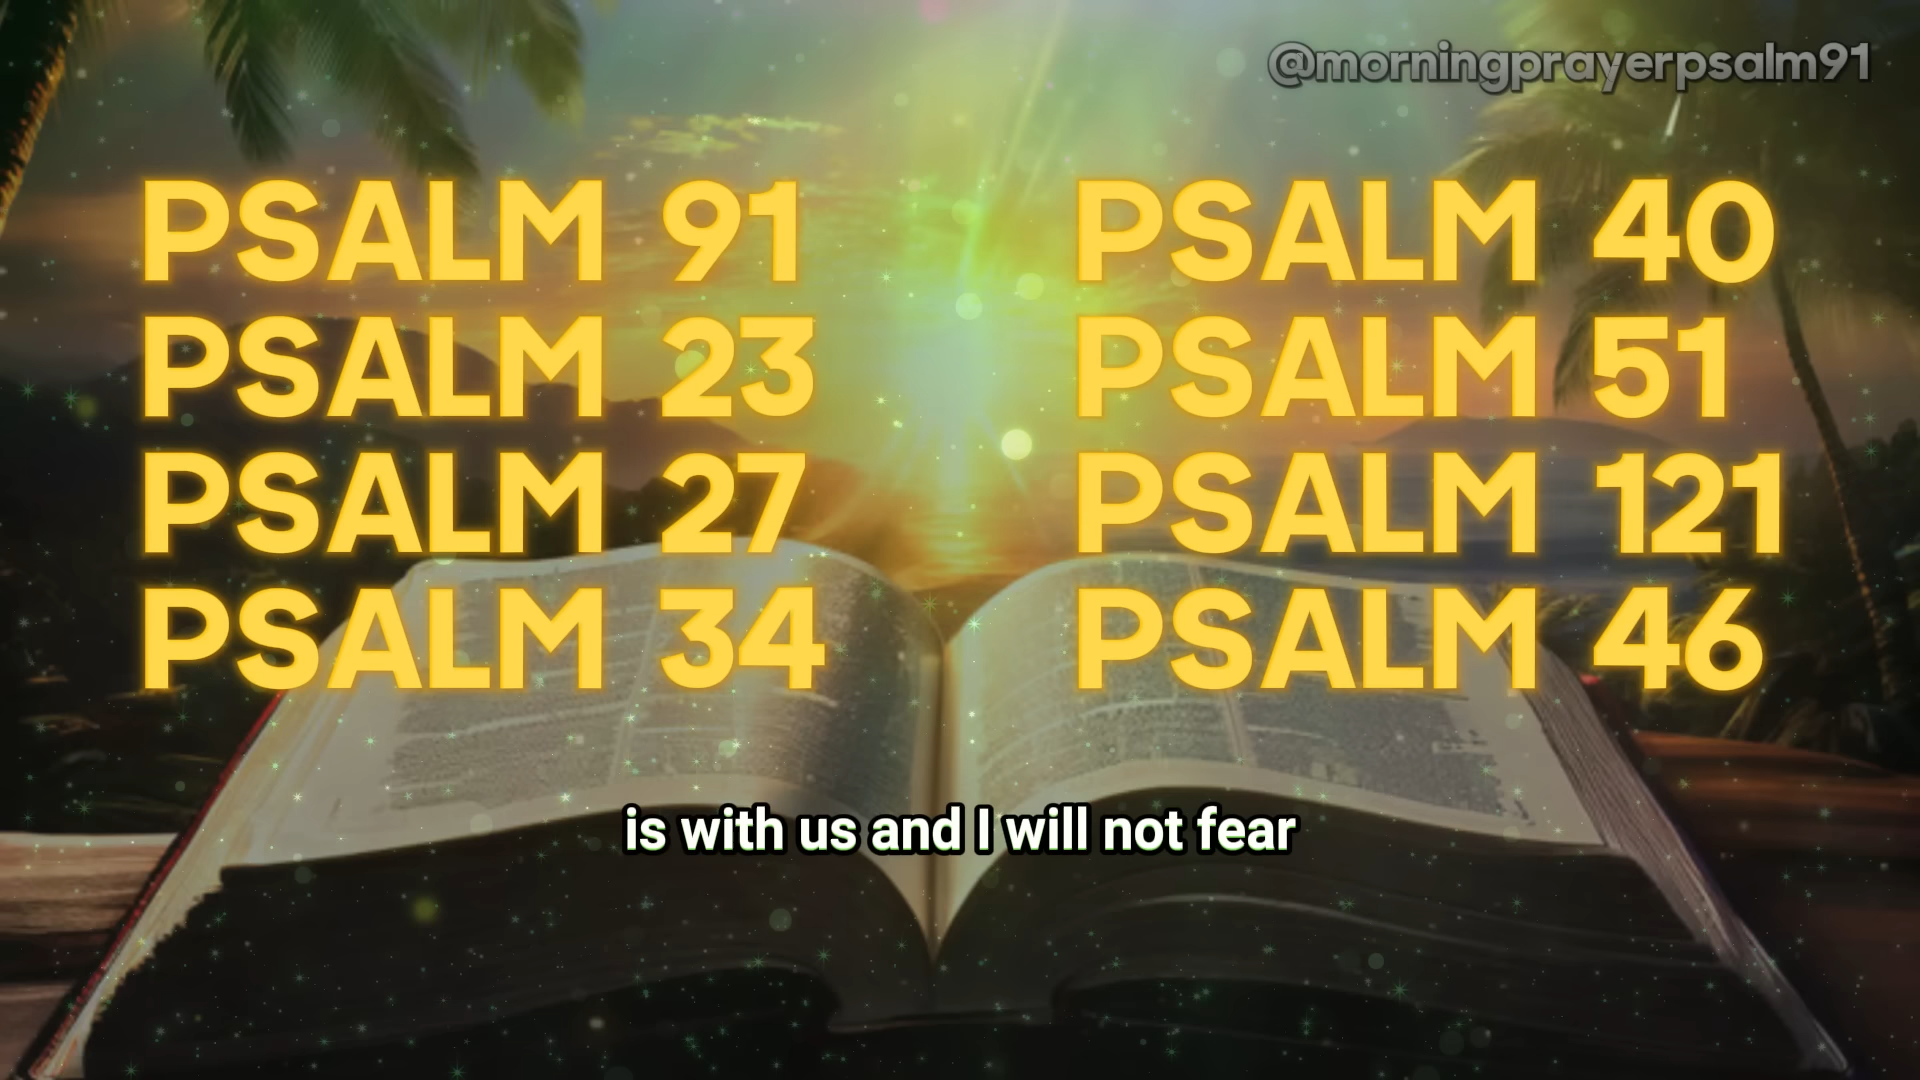 @morningprayerpsalm91
PSALM 91
PSALM 23
PSALM 27
PSALM 34
PSALM 40
PSALM 51
PSALM 121
PSALM 46
is with us and I will not fear